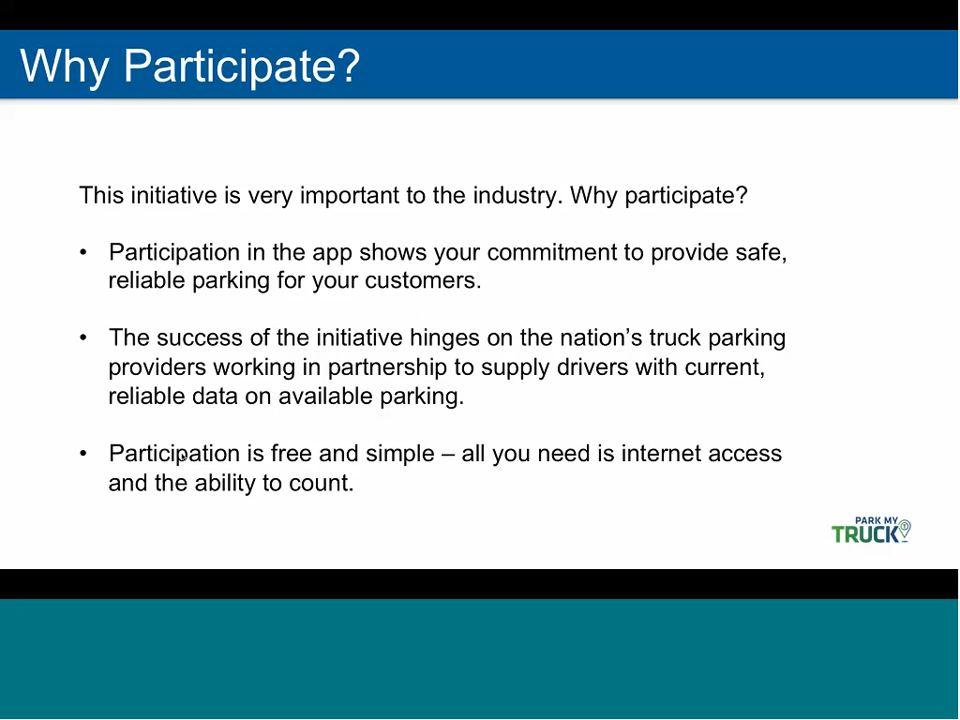 Why Participate?
This initiative is very important to the industry. Why participate?
• Participation in the app shows your commitment to provide safe,
reliable parking for your customers.
• The success of the initiative hinges on the nation’s truck parking
providers working in partnership to supply drivers with current,
reliable data on available parking.
• Participation is free and simple – all you need is internet access
and the ability to count.
PARK MY
TRUCK